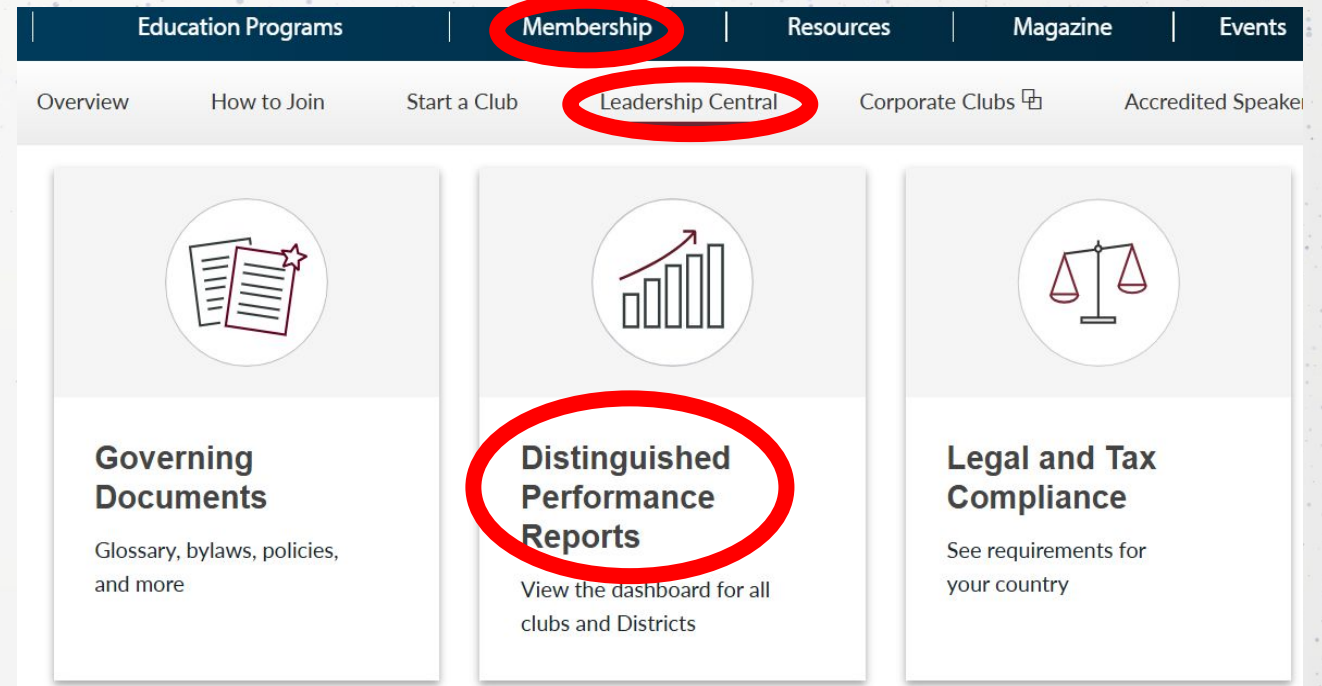 Education Programs Membership Resources Magazine Events
Overview How to Join Start a Club Leadership Central Corporate Clubs Accredited Speaker
Governing
Documents
Glossary, bylaws, policies,
and more
Distinguished
Performance
Reports
View the dashboard for all
clubs and Districts
Legal and Tax
Compliance
See requirements for
your country